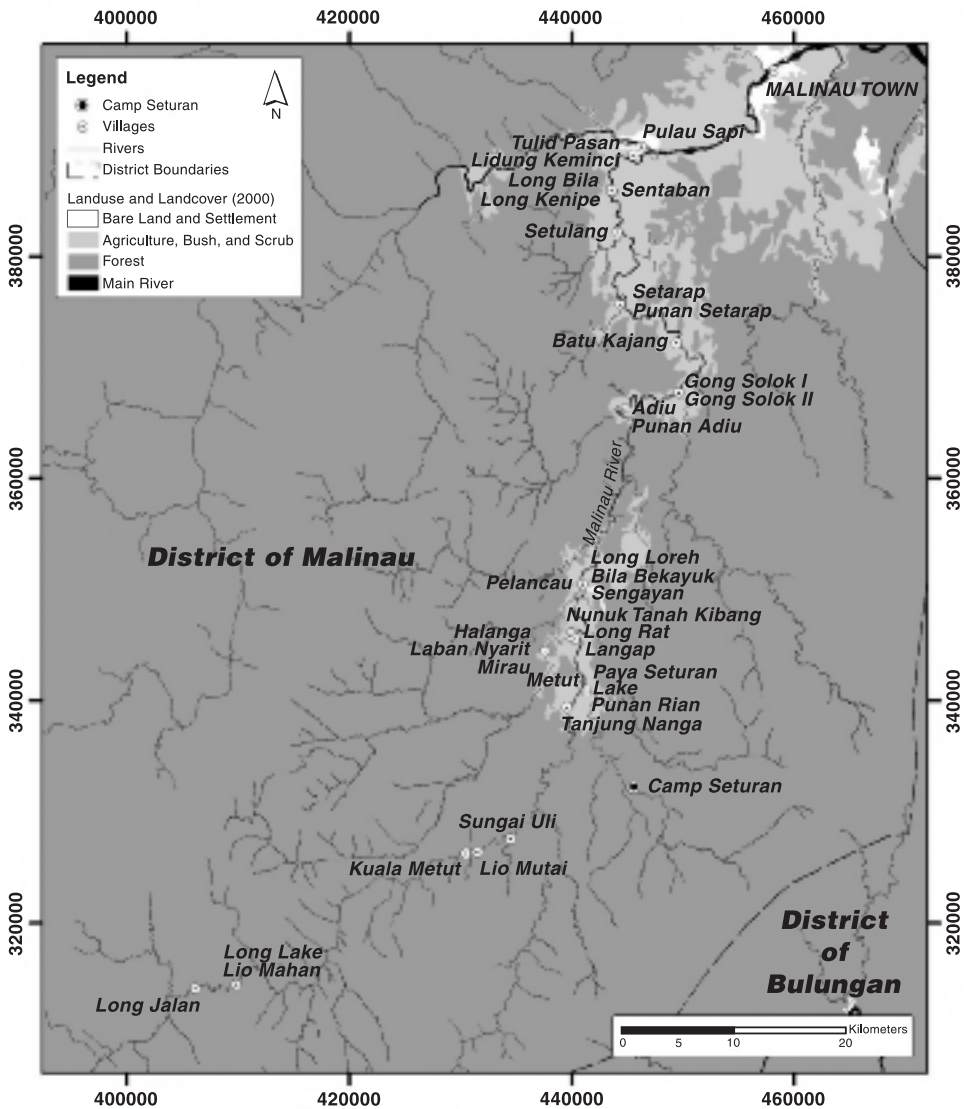 400000 420000 440000 460000
Legend
N
Camp Seturan
Villages
Rivers
District Boundaries
Landuse and Landcover (2000)
Bare Land and Settlement
Agriculture, Bush, and Scrub
Forest
Main River
MALINAU TOWN
Pulau Sapi
Tulid Pasan
Lidung Keminci
Long Bila
Long Kenipe
Sentaban
Setulang
380000
380000
Setarap
Punan Setarap
Batu Kajang
Gong Solok I
Gong Solok II
Adiu
Punan Adiu
360000
360000
Malinau River
District of Malinau
Long Loreh
Pelancau
Bila Bekayuk
Sengayan
Nunuk Tanah Kibang
Halanga
Long Rat
Laban Nyarit
Langap
Mirau
Metut
Paya Seturan
Lake
340000
340000
Punan Rian
Tanjung Nanga
Camp Seturan
Sungai Uli
Kuala Metut
Lio Mutai
320000
320000
District
of
Bulungan
Long Lake
Lio Mahan
Long Jalan
Kilometers
0 5 10 20
400000 420000 440000 460000